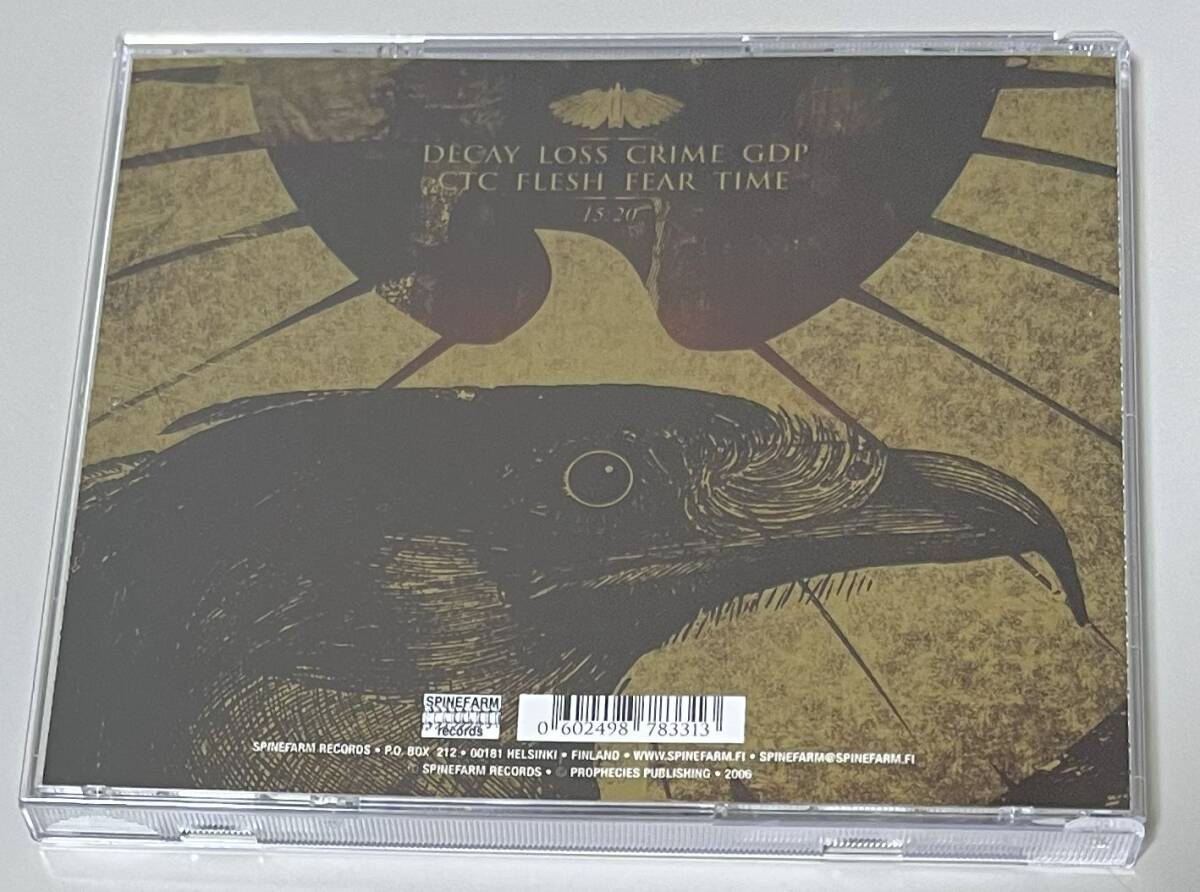 DECAY LOSS CRIME GDP
CTC FLESH FEAR TIME
15:20
SPINEFARM
records
0 602498 783313
SPINEFARM RECORDS • P.O. BOX 212 • 00181 HELSINKI • FINLAND • WWW.SPINEFARM.FI • SPINEFARM@SPINEFARM.FI
℗ SPINEFARM RECORDS • © PROPHECIES PUBLISHING • 2006